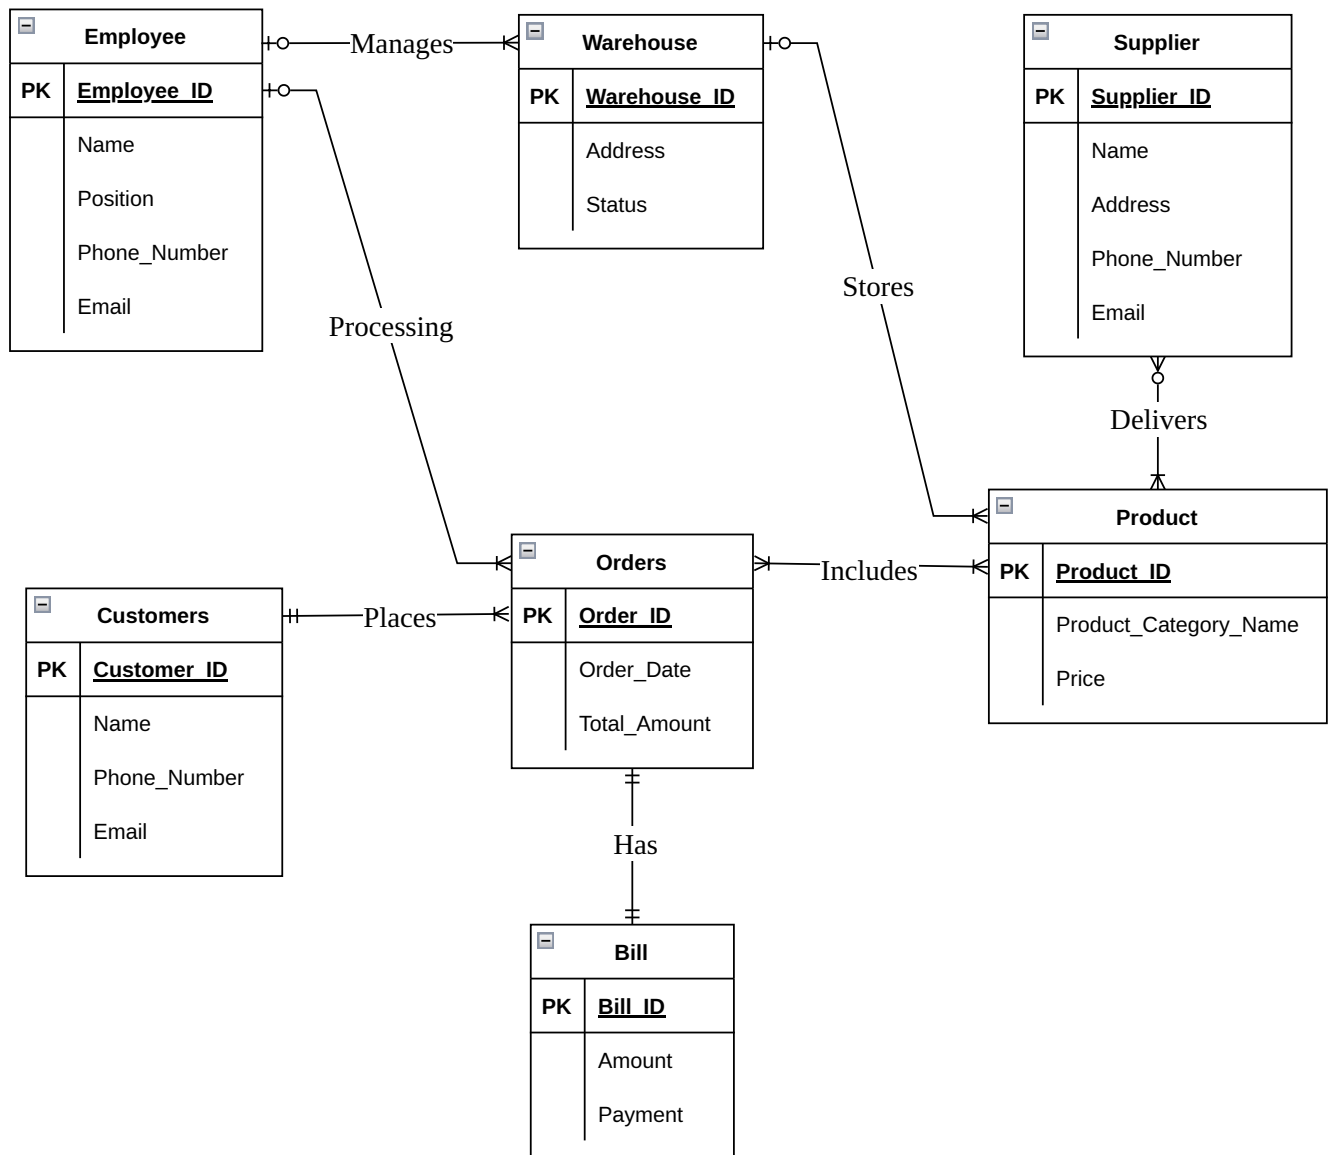 Employee
PK Employee_ID
Name
Position
Phone_Number
Email
Manages
Warehouse
PK Warehouse_ID
Address
Status
Supplier
PK Supplier_ID
Name
Address
Phone_Number
Email
Processing
Stores
Delivers
Customers
PK Customer_ID
Name
Phone_Number
Email
Places
Orders
PK Order_ID
Order_Date
Total_Amount
Includes
Product
PK Product_ID
Product_Category_Name
Price
Has
Bill
PK Bill_ID
Amount
Payment